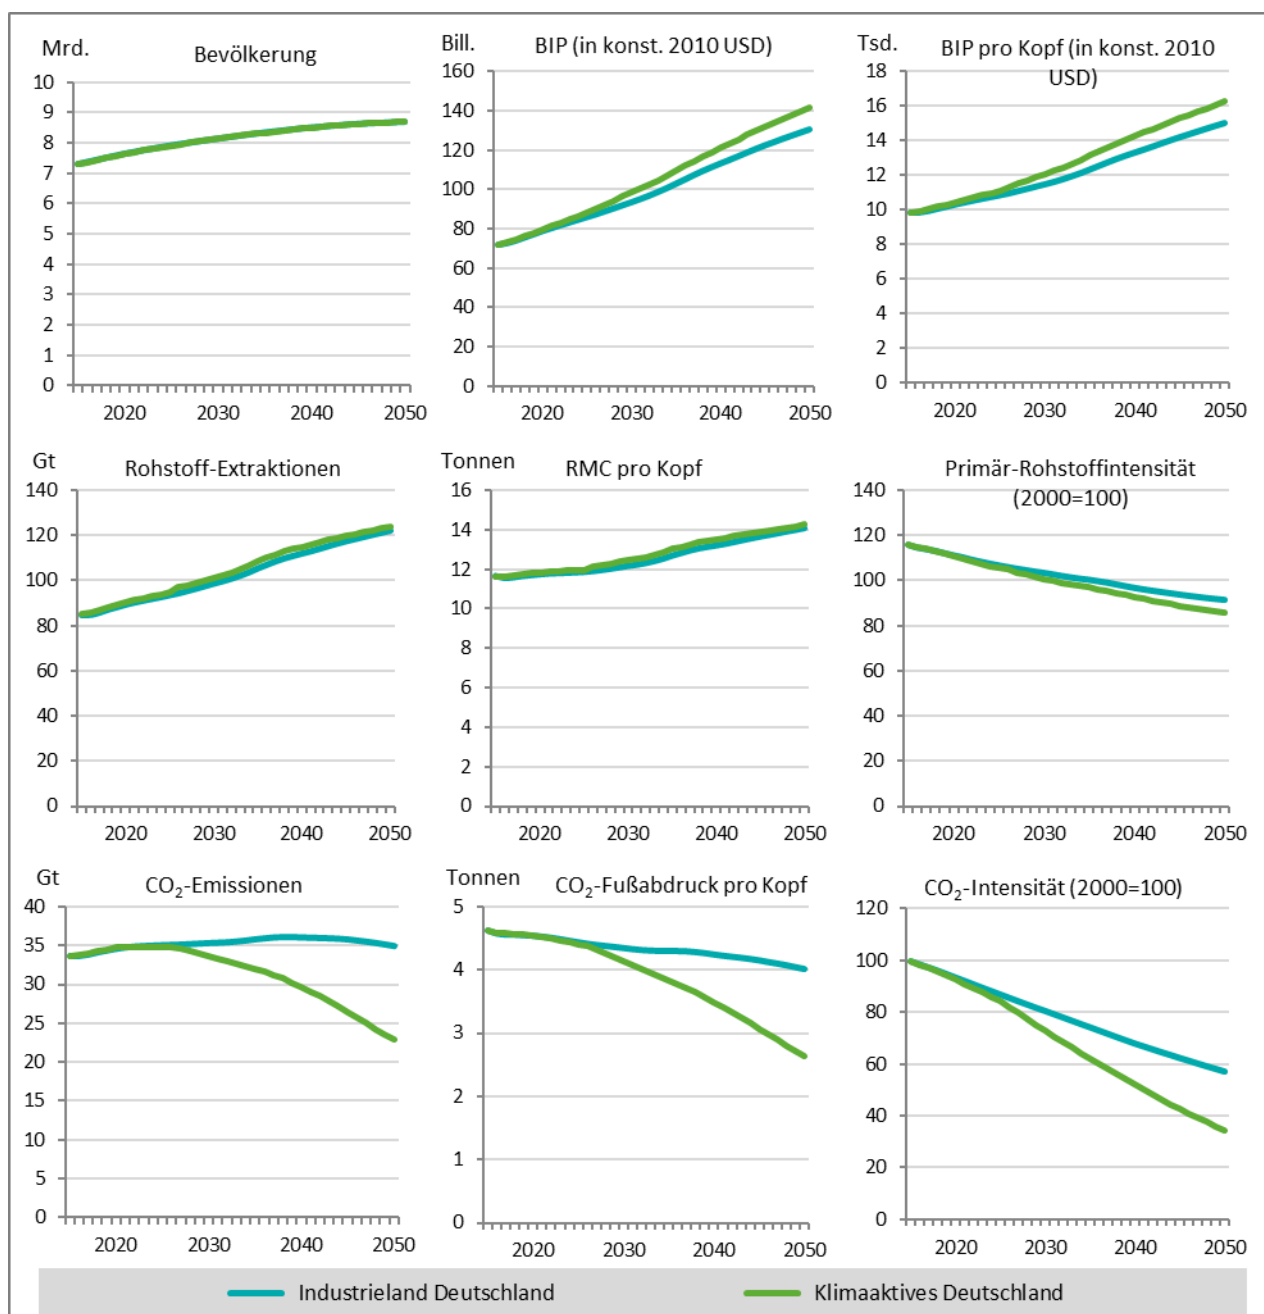 Mrd.
Bevölkerung
10
9
8
7
6
5
4
3
2
1
0
2020 2030 2040 2050
Bill.
BIP (in konst. 2010 USD)
160
140
120
100
80
60
40
20
0
2020 2030 2040 2050
Tsd.
BIP pro Kopf (in konst. 2010
USD)
18
16
14
12
10
8
6
4
2
0
2020 2030 2040 2050
Gt
Rohstoff-Extraktionen
140
120
100
80
60
40
20
0
2020 2030 2040 2050
Tonnen
RMC pro Kopf
16
14
12
10
8
6
4
2
0
2020 2030 2040 2050
Primär-Rohstoffintensität
(2000=100)
140
120
100
80
60
40
20
0
2020 2030 2040 2050
Gt
CO₂-Emissionen
40
35
30
25
20
15
10
5
0
2020 2030 2040 2050
Tonnen
CO₂-Fußabdruck pro Kopf
5
4
3
2
1
0
2020 2030 2040 2050
CO₂-Intensität (2000=100)
120
100
80
60
40
20
0
2020 2030 2040 2050
Industrieland Deutschland
Klimaaktives Deutschland